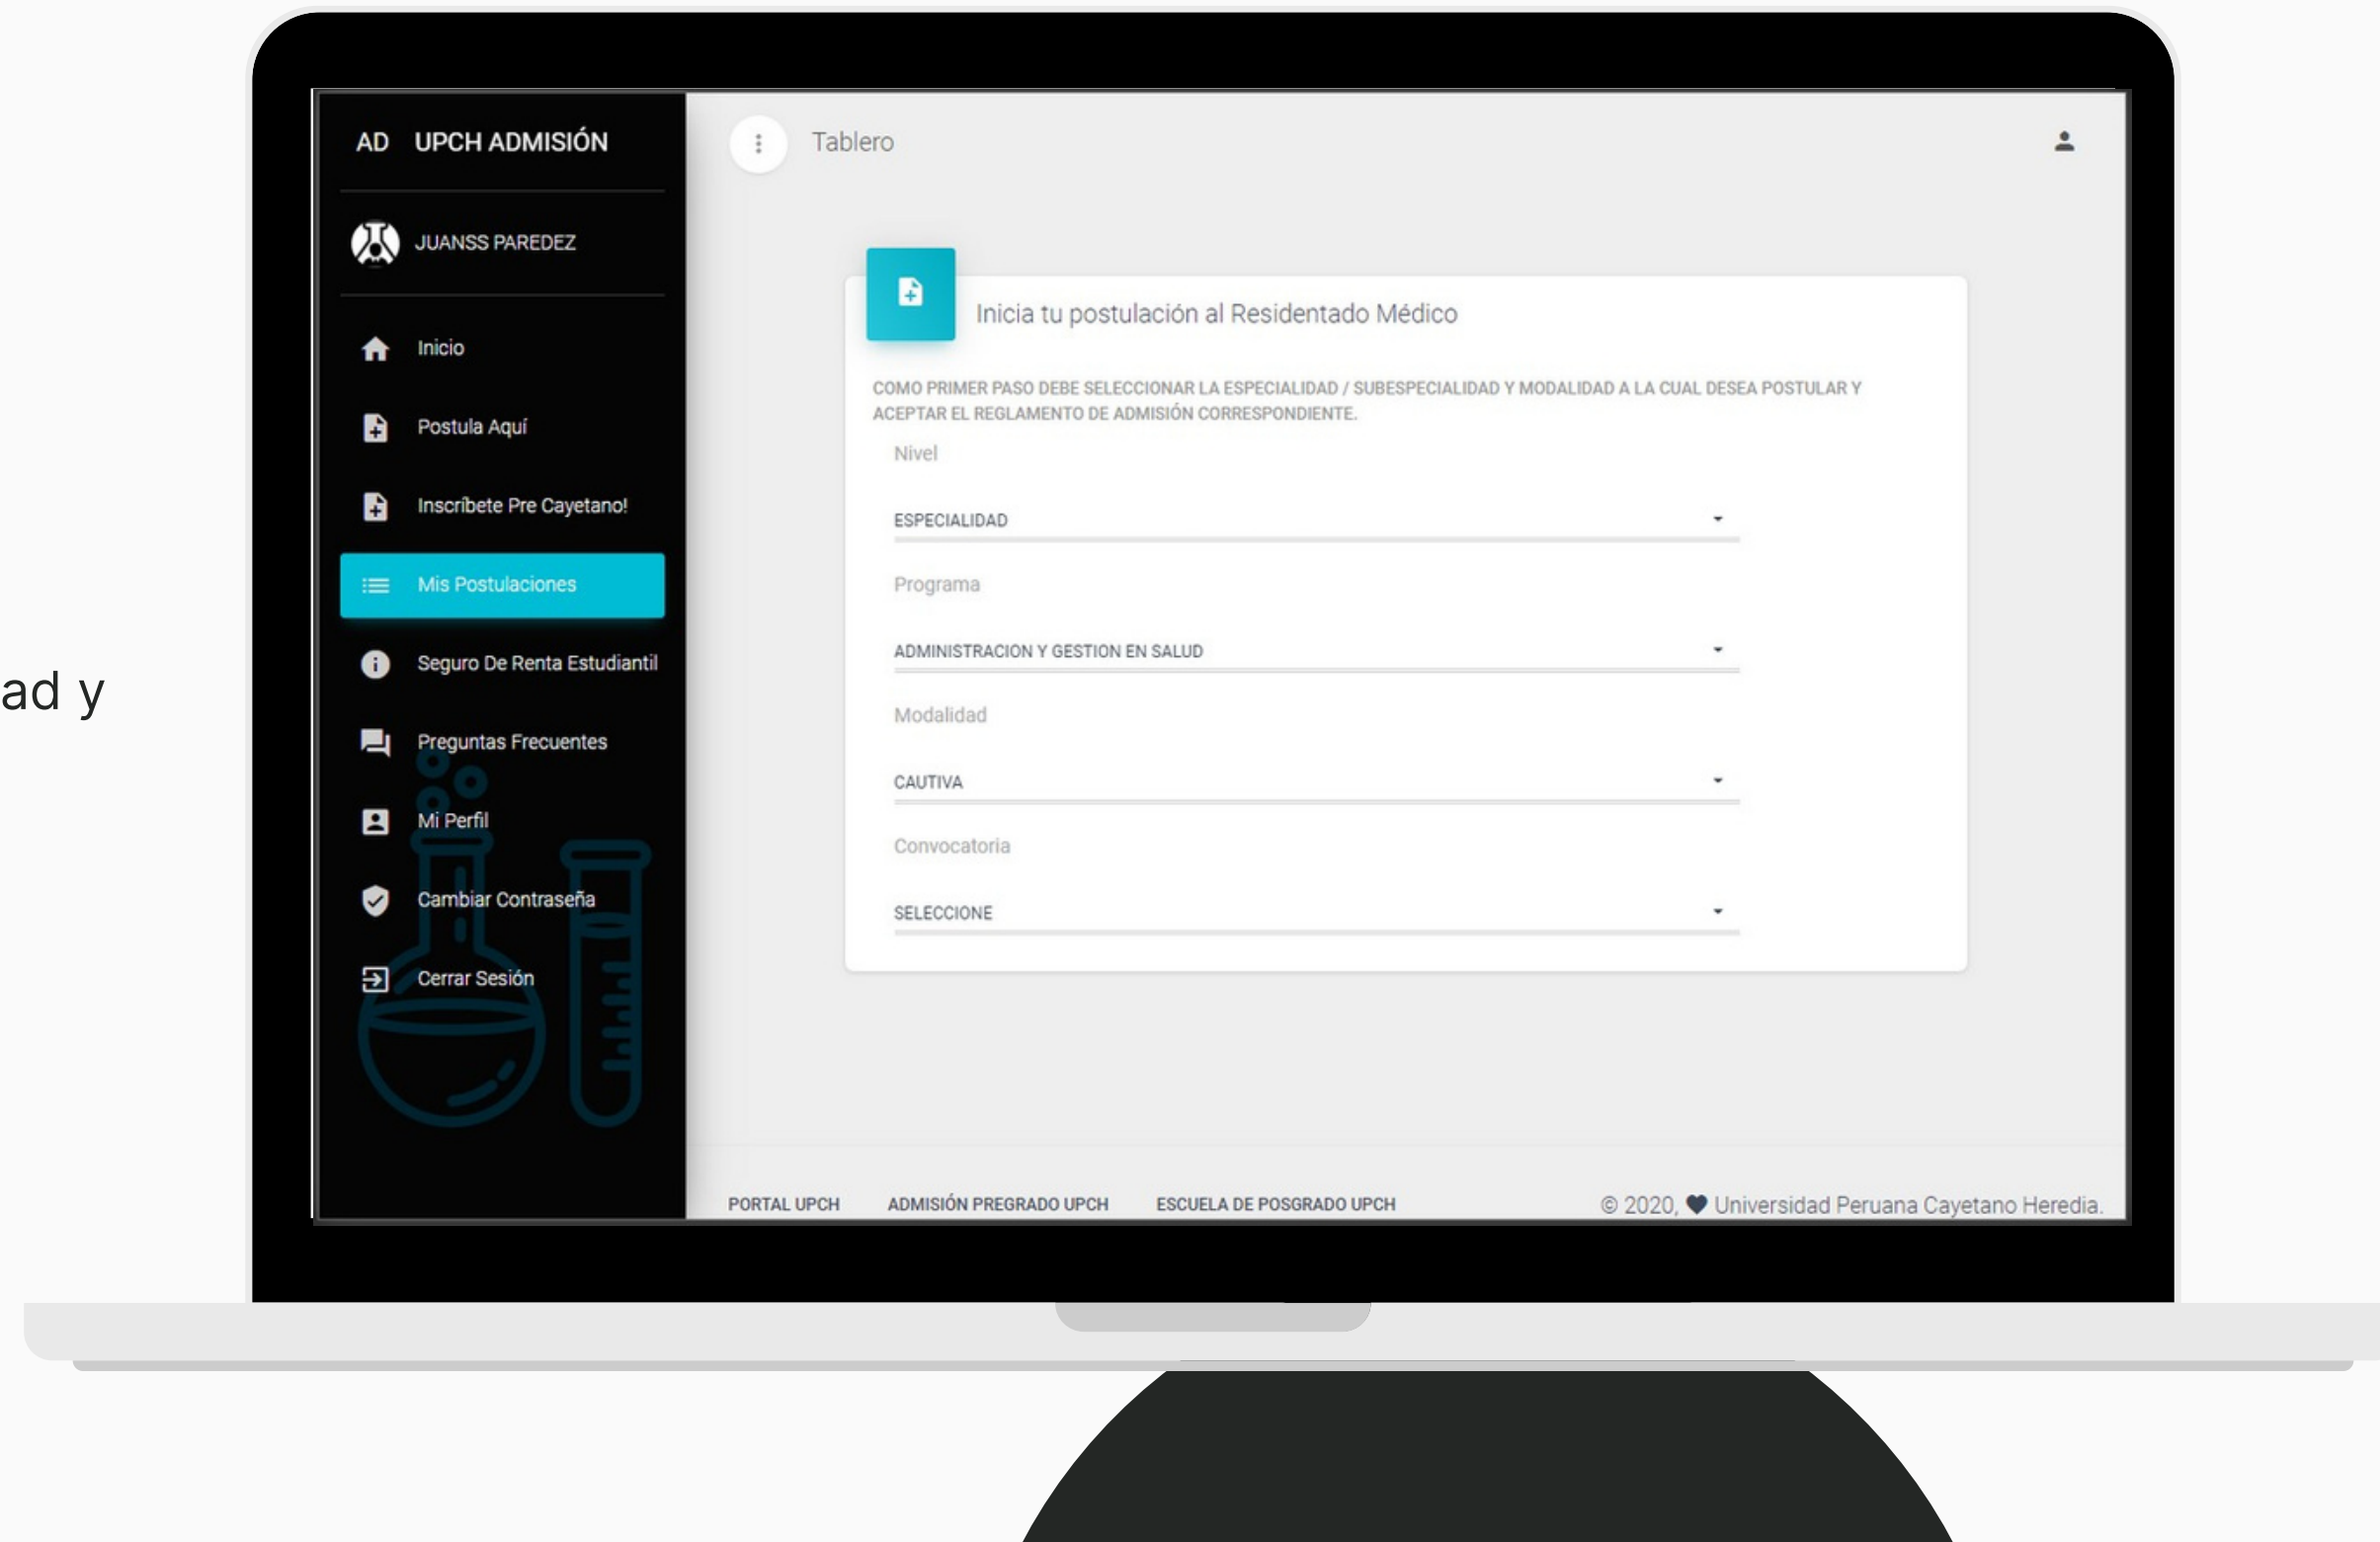 ad y
AD UPCH ADMISIÓN
JUANSS PAREDEZ
Inicio
Postula Aquí
Inscríbete Pre Cayetano!
Mis Postulaciones
Seguro De Renta Estudiantil
Preguntas Frecuentes
Mi Perfil
Cambiar Contraseña
Cerrar Sesión
Tablero
Inicia tu postulación al Residentado Médico
COMO PRIMER PASO DEBE SELECCIONAR LA ESPECIALIDAD / SUBESPECIALIDAD Y MODALIDAD A LA CUAL DESEA POSTULAR Y
ACEPTAR EL REGLAMENTO DE ADMISIÓN CORRESPONDIENTE.
Nivel
ESPECIALIDAD
Programa
ADMINISTRACION Y GESTION EN SALUD
Modalidad
CAUTIVA
Convocatoria
SELECCIONE
PORTAL UPCH ADMISIÓN PREGRADO UPCH ESCUELA DE POSGRADO UPCH © 2020, ♥ Universidad Peruana Cayetano Heredia.